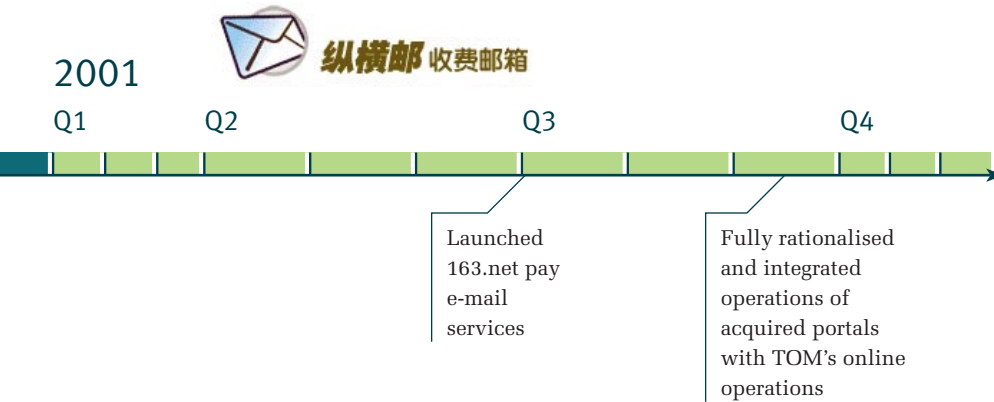 纵横邮 收费邮箱
2001
Q1
Q2
Q3
Q4
Launched
163.net pay
e-mail
services
Fully rationalised
and integrated
operations of
acquired portals
with TOM's online
operations